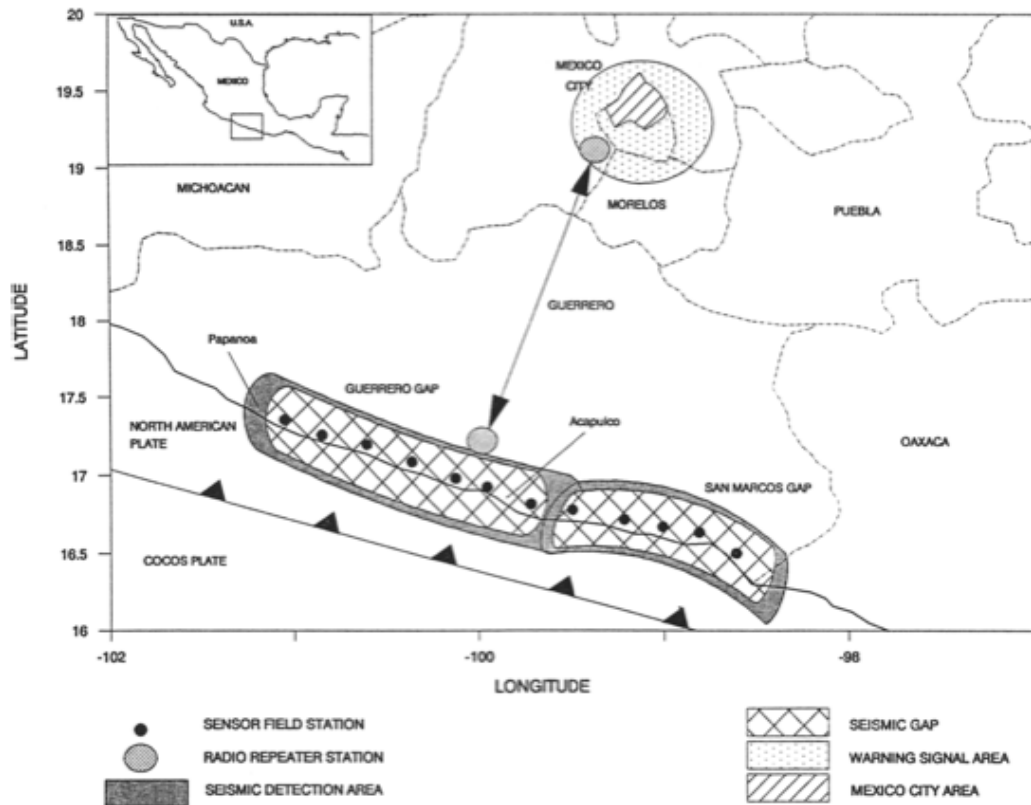 20
19.5
19
18.5
18
17.5
17
16.5
16
LATITUDE
-102
-100
-98
LONGITUDE
U.S.A.
MEXICO
MEXICO
CITY
MICHOACAN
MORELOS
PUEBLA
GUERRERO
Papanoa
GUERRERO GAP
Acapulco
NORTH AMERICAN
PLATE
OAXACA
SAN MARCOS GAP
COCOS PLATE
SENSOR FIELD STATION
RADIO REPEATER STATION
SEISMIC DETECTION AREA
SEISMIC GAP
WARNING SIGNAL AREA
MEXICO CITY AREA